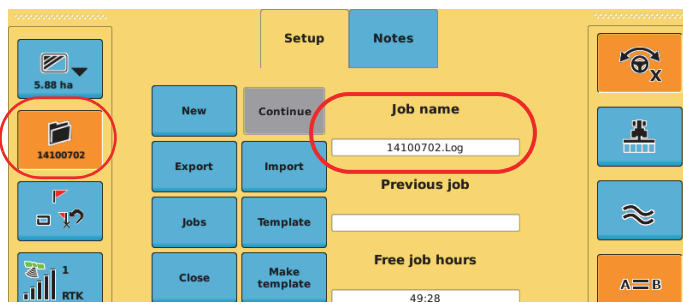 Setup
Notes
5.88 ha
14100702
1
RTK
New
Continue
Export
Import
Jobs
Template
Close
Make
template
Job name
14100702.Log
Previous job
Free job hours
49:28
X
A=B